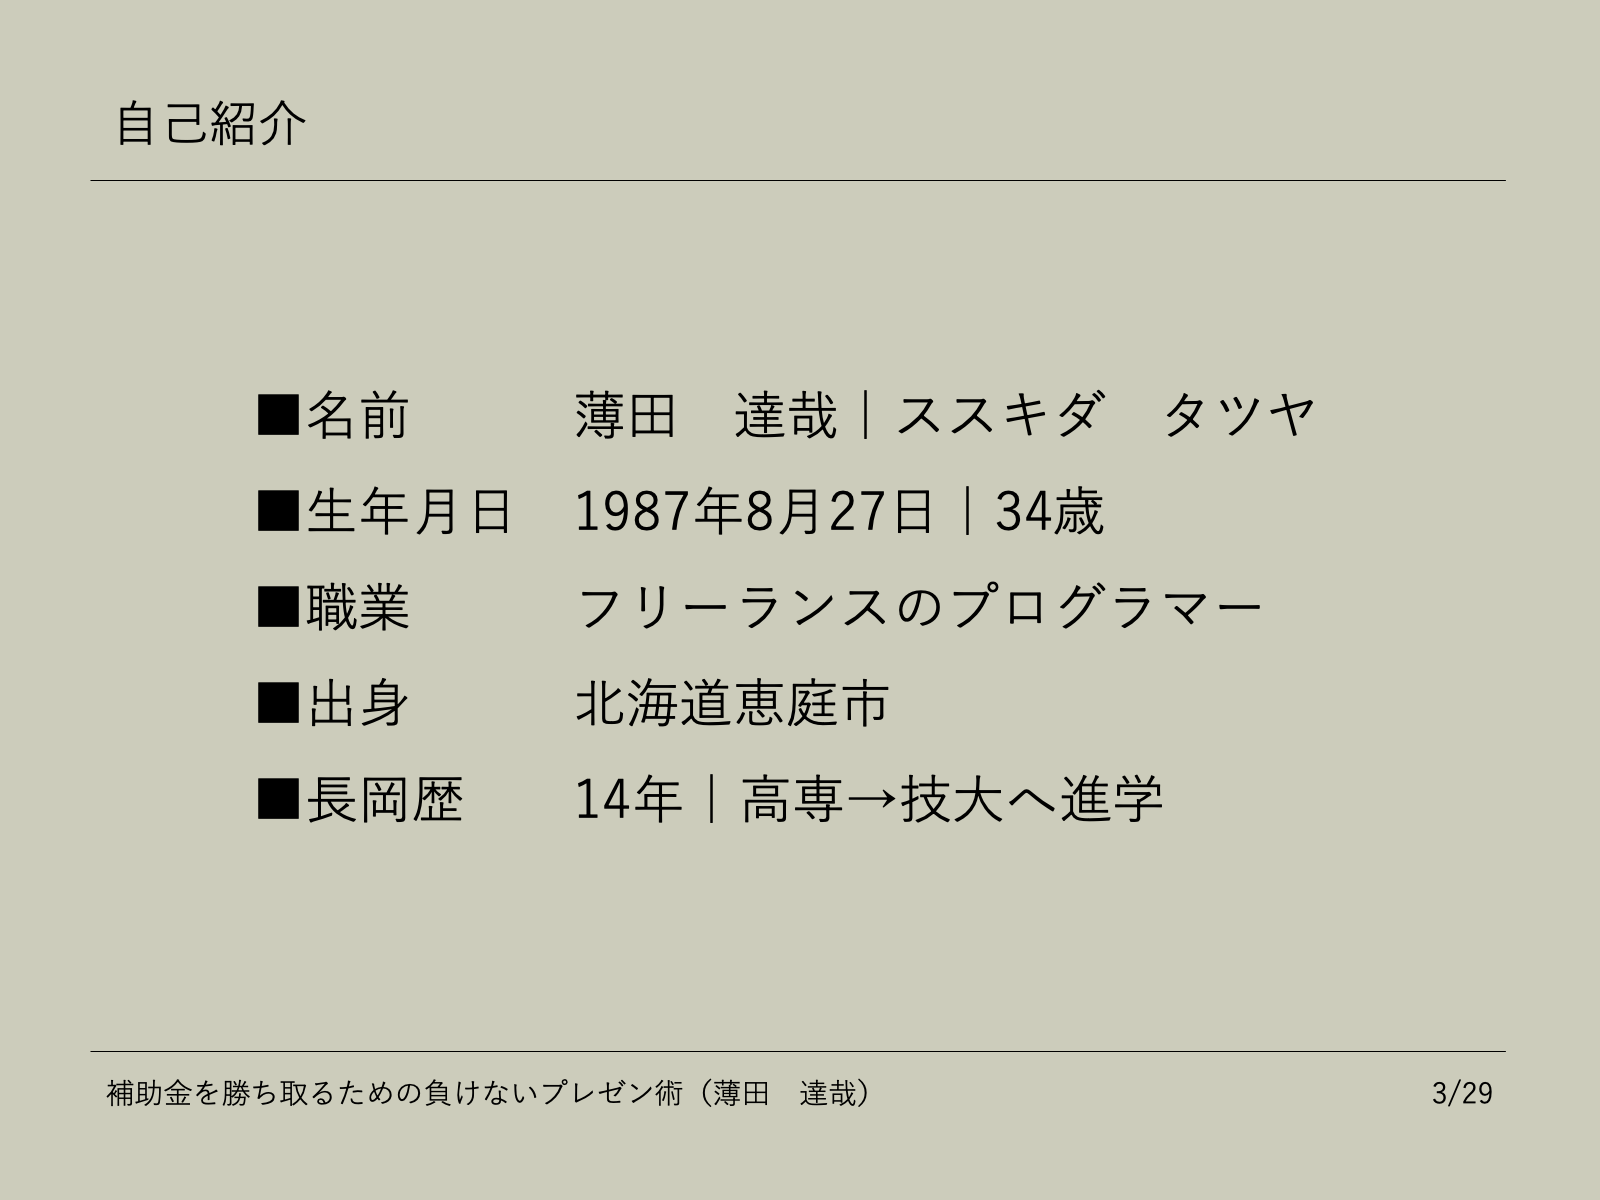 自己紹介
■名前　　　薄田　達哉｜ススキダ　タツヤ
■生年月日　1987年8月27日｜34歳
■職業　　　フリーランスのプログラマー
■出身　　　北海道恵庭市
■長岡歴　　14年｜高専→技大へ進学
補助金を勝ち取るための負けないプレゼン術（薄田　達哉）
3/29